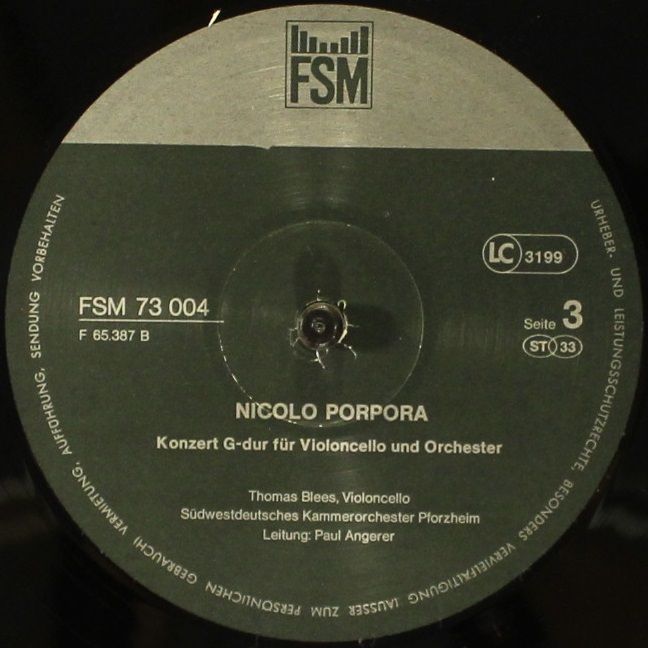 FSM
LC 3199
FSM 73 004
F 65.387 B
Seite 3
ST 33
NICOLO PORPORA
Konzert G-dur für Violoncello und Orchester
Thomas Blees, Violoncello
Südwestdeutsches Kammerorchester Pforzheim
Leitung: Paul Angerer
URHEBER- UND LEISTUNGSSCHUTZRECHTE, BESONDERS VERVIELFÄLTIGUNG (AUSSER ZUM PERSÖNLICHEN GEBRAUCH) VERMIETUNG, AUFFÜHRUNG, SENDUNG VORBEHALTEN